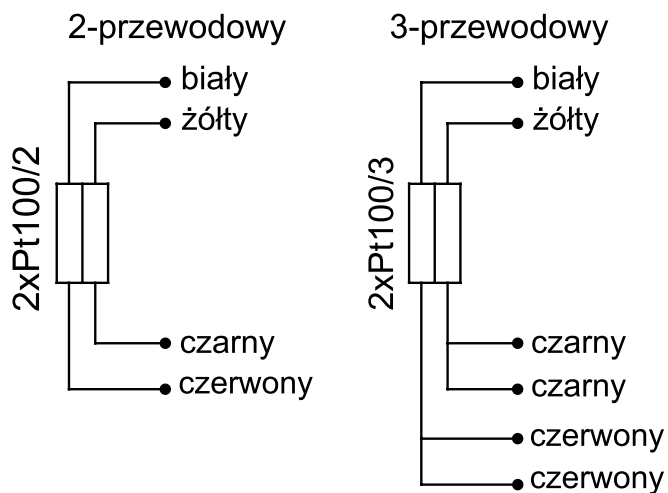 2-przewodowy
biały
żółty
2xPt100/2
czarny
czerwony
3-przewodowy
biały
żółty
2xPt100/3
czarny
czarny
czerwony
czerwony